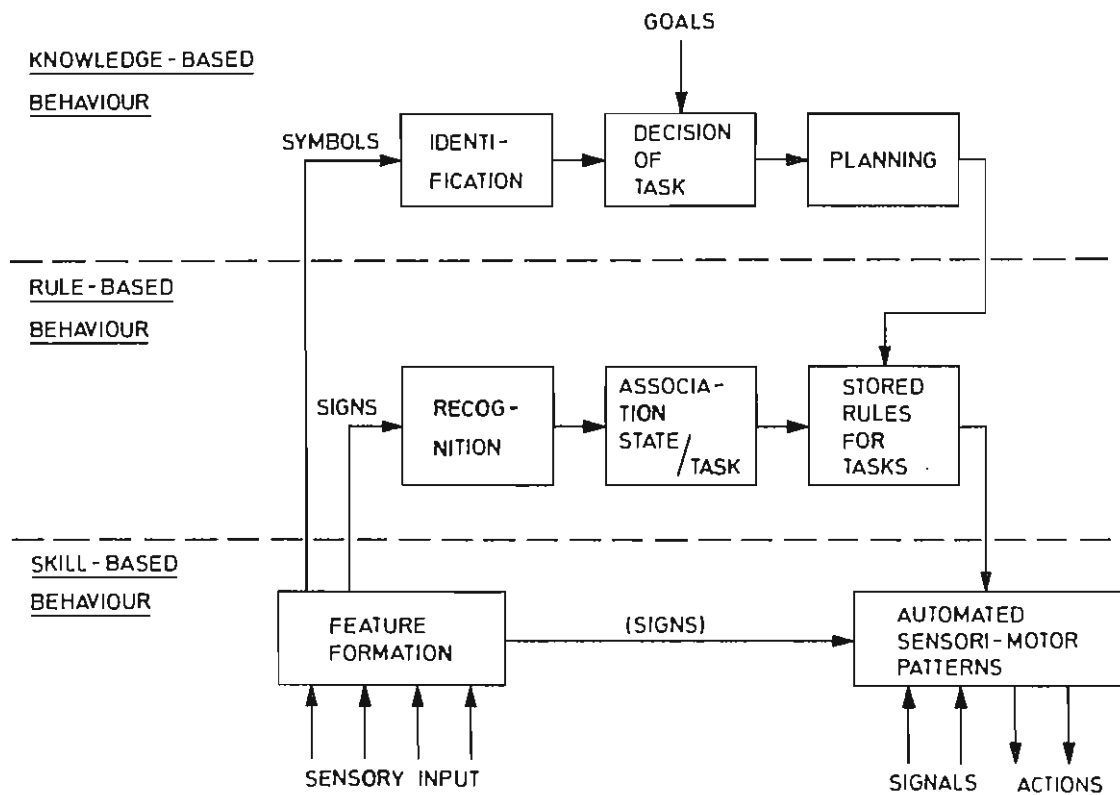 GOALS
KNOWLEDGE-BASED
BEHAVIOUR
SYMBOLS
IDENTI-
FICATION
DECISION
OF
TASK
PLANNING
RULE-BASED
BEHAVIOUR
SIGNS
RECOG-
NITION
ASSOCIA-
TION
STATE
/TASK
STORED
RULES
FOR
TASKS
SKILL-BASED
BEHAVIOUR
FEATURE
FORMATION
(SIGNS)
AUTOMATED
SENSORI-MOTOR
PATTERNS
SENSORY INPUT
SIGNALS
ACTIONS